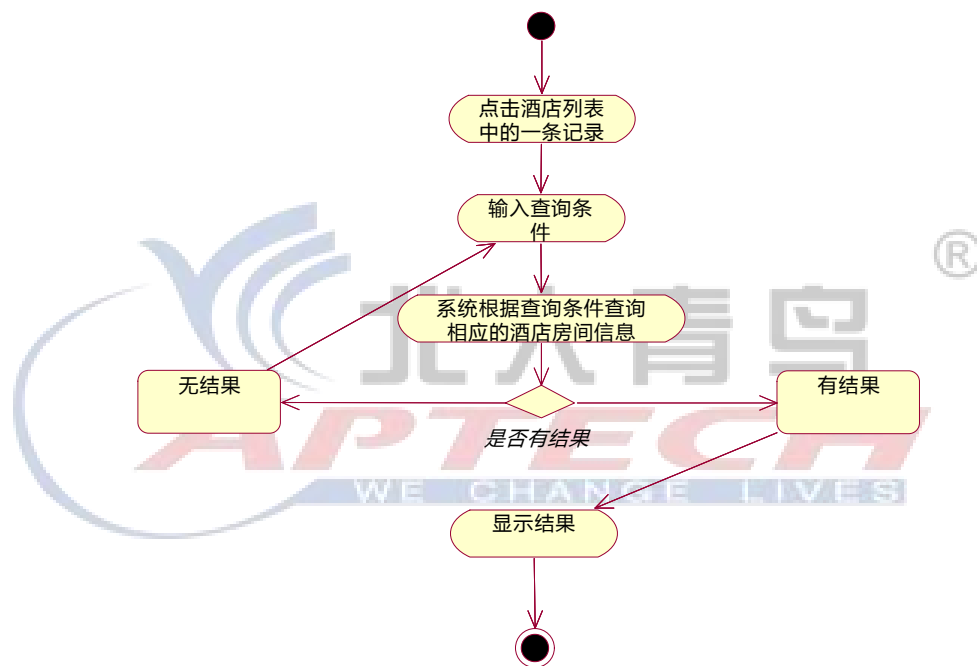 点击酒店列表
中的一条记录
输入查询条
件
®
北大青鸟
系统根据查询条件查询
相应的酒店房间信息
无结果
有结果
是否有结果
APTECH
WE CHANGE LIVES
显示结果